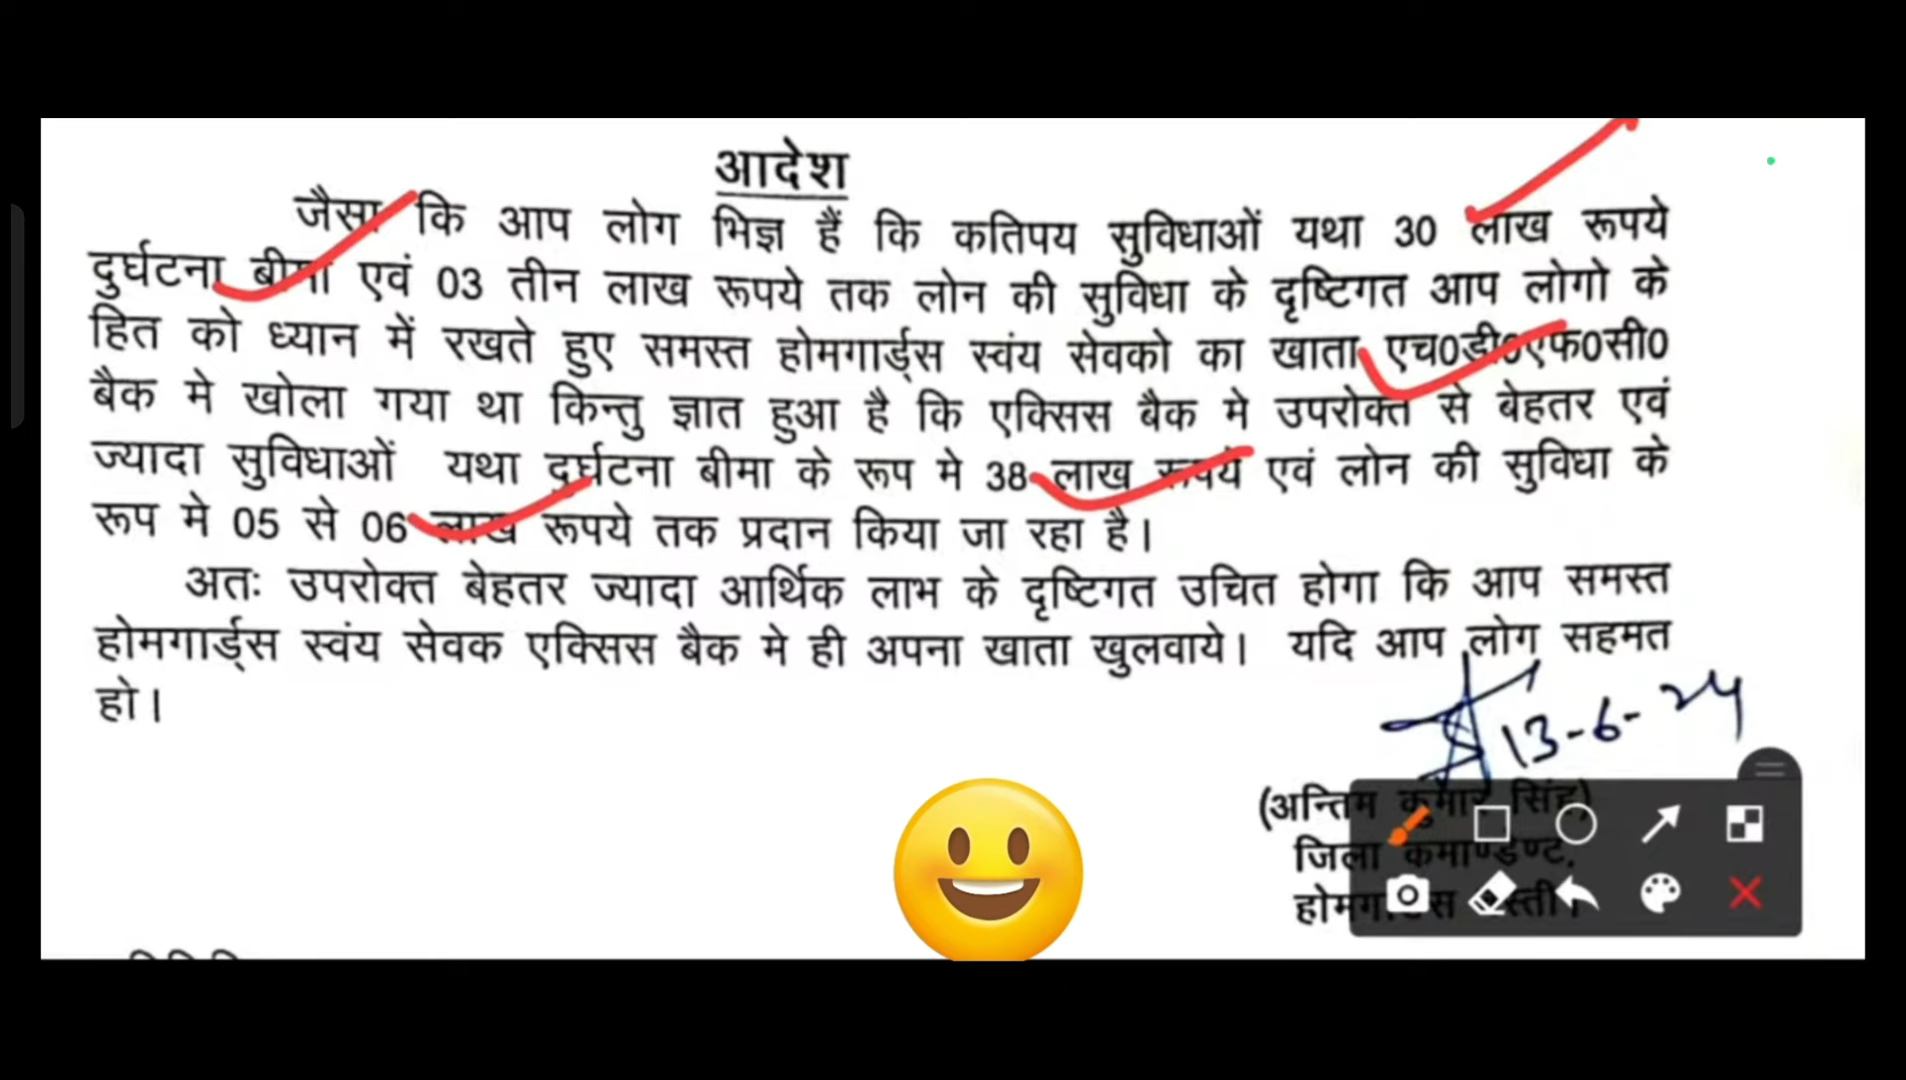 आदेश
जैसा कि आप लोग भिज्ञ हैं कि कतिपय सुविधाओं यथा 30 लाख रूपये
दुर्घटना बीमा एवं 03 तीन लाख रूपये तक लोन की सुविधा के दृष्टिगत आप लोगो के
हित को ध्यान में रखते हुए समस्त होमगार्ड्स स्वंय सेवको का खाता एच0डी0एफ0सी0
बैक मे खोला गया था किन्तु ज्ञात हुआ है कि एक्सिस बैक मे उपरोक्त से बेहतर एवं
ज्यादा सुविधाओं यथा दुर्घटना बीमा के रूप मे 38 लाख रूपये एवं लोन की सुविधा के
रूप मे 05 से 06 लाख रूपये तक प्रदान किया जा रहा है।
अतः उपरोक्त बेहतर ज्यादा आर्थिक लाभ के दृष्टिगत उचित होगा कि आप समस्त
होमगार्ड्स स्वंय सेवक एक्सिस बैक मे ही अपना खाता खुलवाये। यदि आप लोग सहमत
हो।
13-6-24
(अन्तिम कुमार सिंह)
जिला कमाण्डेण्ट,